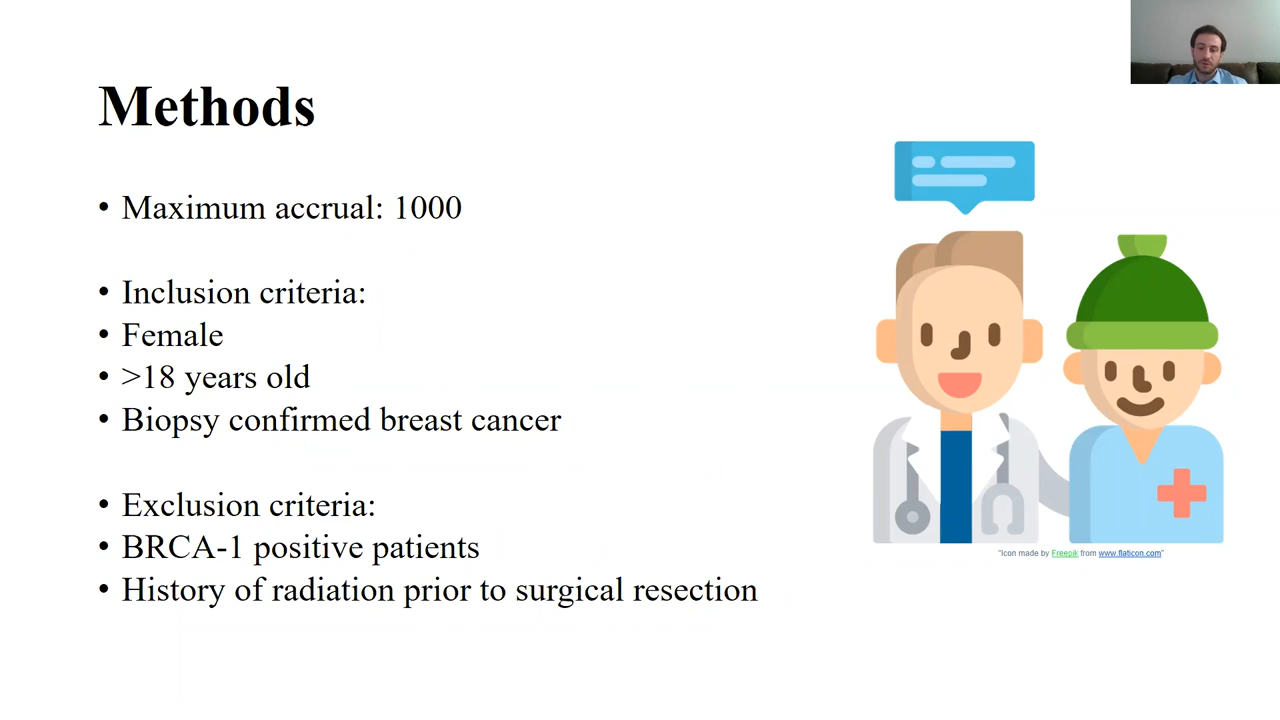 Methods
• Maximum accrual: 1000
• Inclusion criteria:
• Female
• >18 years old
• Biopsy confirmed breast cancer
• Exclusion criteria:
• BRCA-1 positive patients
• History of radiation prior to surgical resection
"Icon made by Freepik from www.flaticon.com"